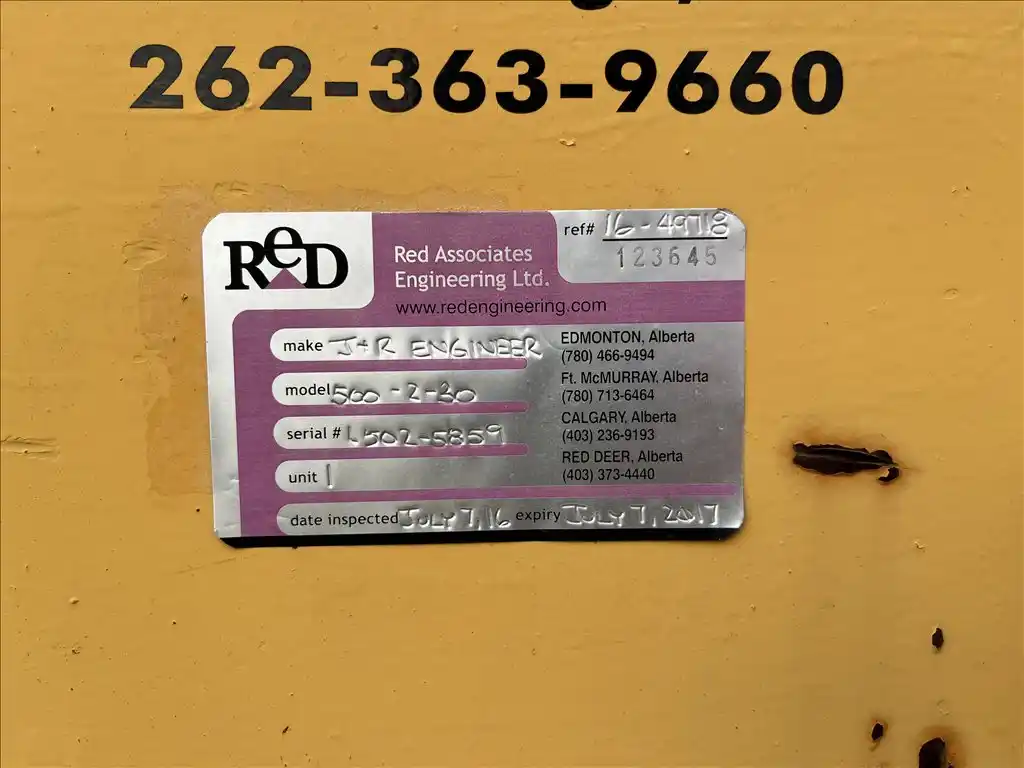 262-363-9660
ReD
Red Associates
Engineering Ltd.
www.redengineering.com
ref# 16-49718
123645
make J+R ENGINEER
model 500-2-30
serial # L502-5859
unit 1
date inspected JULY 7, 16 expiry JULY 7, 2017
EDMONTON, Alberta
(780) 466-9494
Ft. McMURRAY, Alberta
(780) 713-6464
CALGARY, Alberta
(403) 236-9193
RED DEER, Alberta
(403) 373-4440